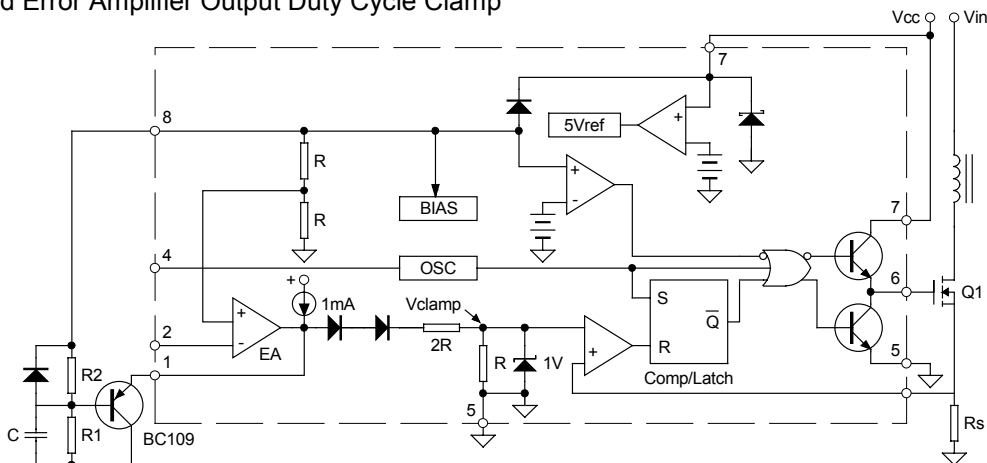 d Error Amplifier Output Duty Cycle Clamp
Vcc
Vin
7
8
5Vref
+
R
+
-
BIAS
R
7
4
OSC
+
1mA
Vclamp
S
Q
6
Q1
+
-
EA
2R
R
1V
+
R
2
1
5
R2
Comp/Latch
5
C
R1
BC109
Rs